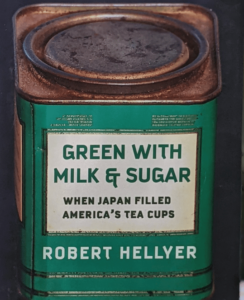 GREEN WITH
MILK & SUGAR
WHEN JAPAN FILLED
AMERICA'S TEA CUPS
ROBERT HELLYER